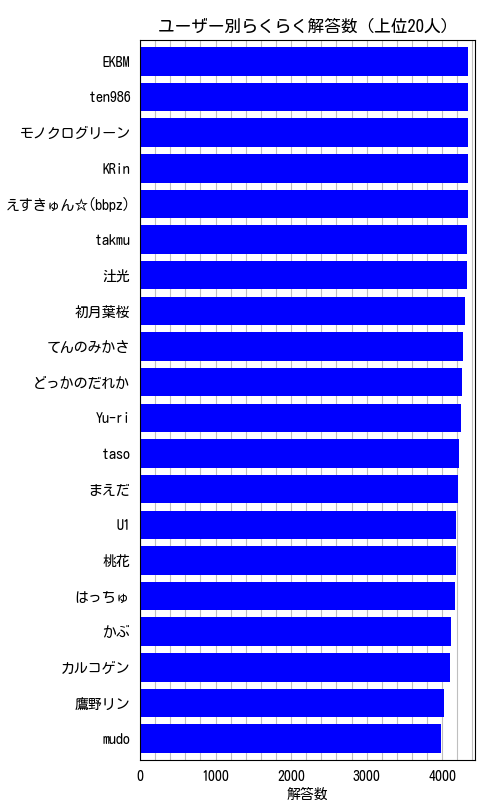 ユーザー別らくらく解答数（上位20人）
EKBM
ten986
モノクログリーン
KRin
えすきゅん☆(bbpz)
takmu
汢光
初月葉桜
てんのみかさ
どっかのだれか
Yu-ri
taso
まえだ
U1
桃花
はっちゅ
かぶ
カルコゲン
鷹野リン
mudo
0 1000 2000 3000 4000
解答数